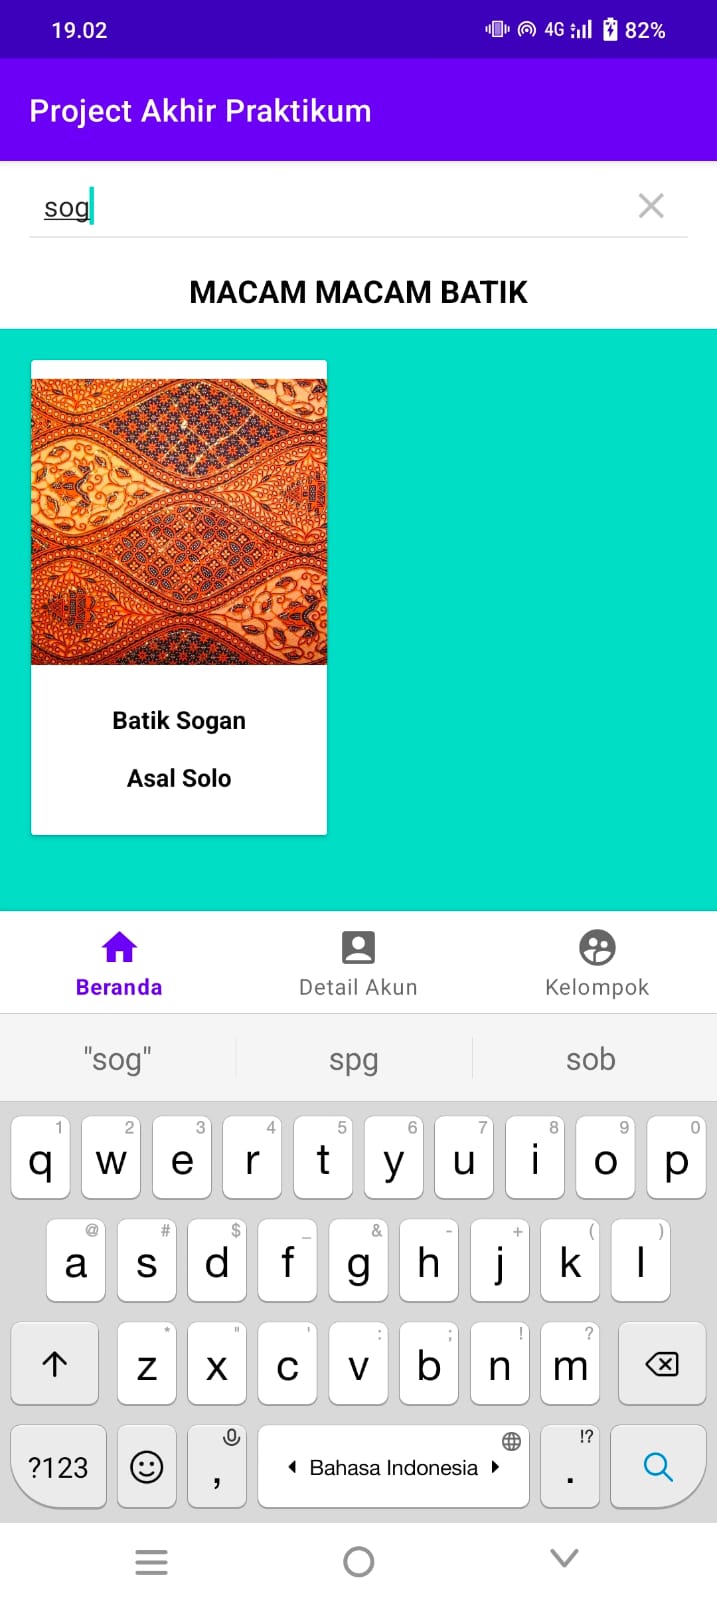 19.02 4G 82%
Project Akhir Praktikum
sog
MACAM MACAM BATIK
Batik Sogan
Asal Solo
Beranda Detail Akun Kelompok
"sog" spg sob
1 2 3 4 5 6 7 8 9 0
q w e r t y u i o p
@ # $ _ & - + ( )
a s d f g h j k l
* " ' : ; ! ?
z x c v b n m
!?
?123 , Bahasa Indonesia .